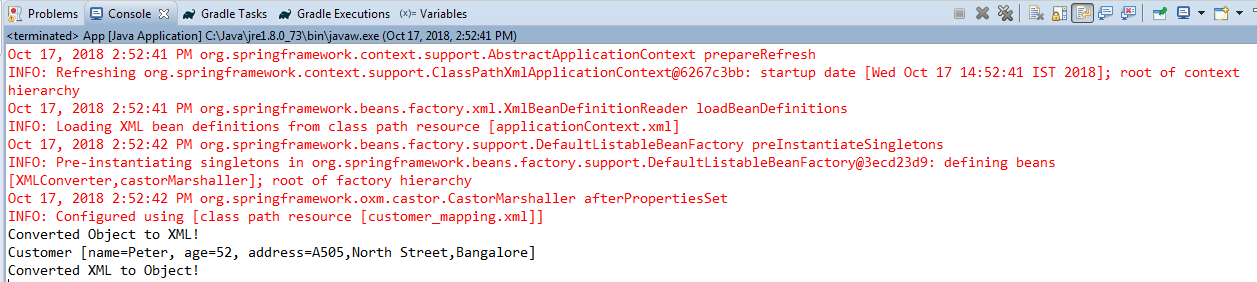 Problems Console Gradle Tasks Gradle Executions (x)= Variables
<terminated> App [Java Application] C:\Java\jre1.8.0_73\bin\javaw.exe (Oct 17, 2018, 2:52:41 PM)
Oct 17, 2018 2:52:41 PM org.springframework.context.support.AbstractApplicationContext prepareRefresh
INFO: Refreshing org.springframework.context.support.ClassPathXmlApplicationContext@6267c3bb: startup date [Wed Oct 17 14:52:41 IST 2018]; root of context
hierarchy
Oct 17, 2018 2:52:41 PM org.springframework.beans.factory.xml.XmlBeanDefinitionReader loadBeanDefinitions
INFO: Loading XML bean definitions from class path resource [applicationContext.xml]
Oct 17, 2018 2:52:42 PM org.springframework.beans.factory.support.DefaultListableBeanFactory preInstantiateSingletons
INFO: Pre-instantiating singletons in org.springframework.beans.factory.support.DefaultListableBeanFactory@3ecd23d9: defining beans
[XMLConverter,castorMarshaller]; root of factory hierarchy
Oct 17, 2018 2:52:42 PM org.springframework.oxm.castor.CastorMarshaller afterPropertiesSet
INFO: Configured using [class path resource [customer_mapping.xml]]
Converted Object to XML!
Customer [name=Peter, age=52, address=A505,North Street,Bangalore]
Converted XML to Object!